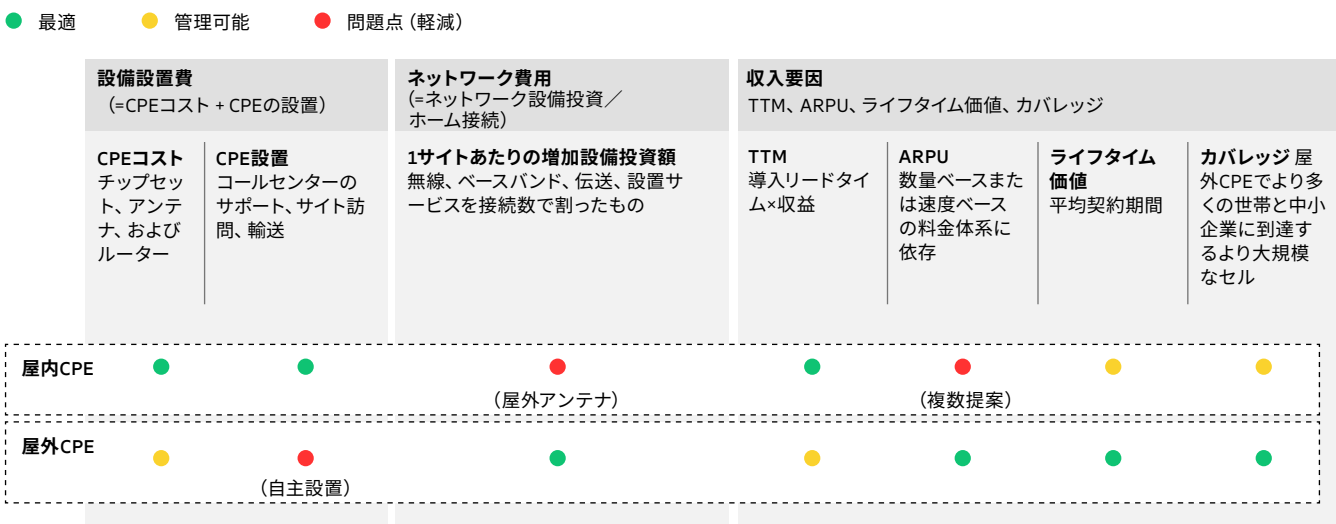 最適
管理可能
問題点（軽減）
設備設置費
（=CPEコスト + CPEの設置）
ネットワーク費用
（=ネットワーク設備投資／
ホーム接続）
収入要因
TTM、ARPU、ライフタイム価値、カバレッジ
CPEコスト
チップセッ
ト、アンテ
ナ、および
ルーター
CPE設置
コールセンターの
サポート、サイト訪
問、輸送
1サイトあたりの増加設備投資額
無線、ベースバンド、伝送、設置サ
ービスを接続数で割ったもの
TTM
導入リードタイ
ム×収益
ARPU
数量ベースまた
は速度ベース
の料金体系に
依存
ライフタイム
価値
平均契約期間
カバレッジ 屋
外CPEでより多
くの世帯と中小
企業に到達す
るより大規模
なセル
屋内CPE
（屋外アンテナ）
（複数提案）
屋外CPE
（自主設置）